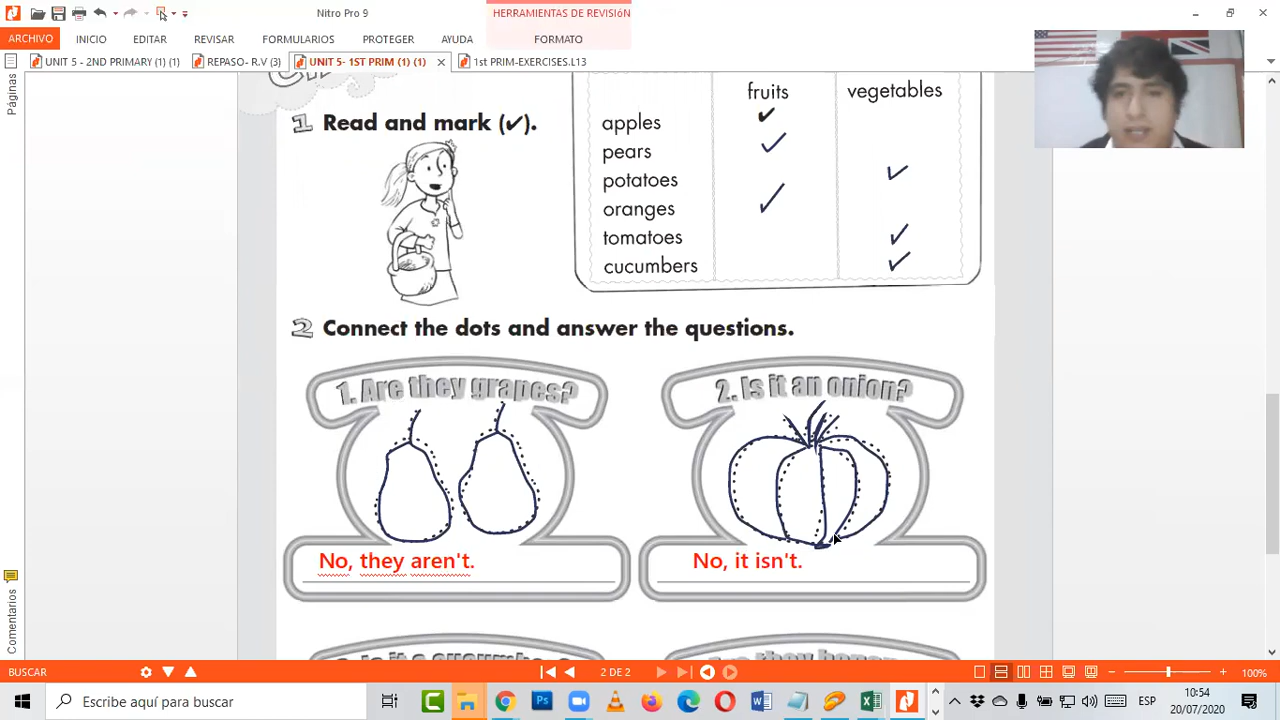 Nitro Pro 9
HERRAMIENTAS DE REVISIóN
ARCHIVO INICIO EDITAR REVISAR FORMULARIOS PROTEGER AYUDA FORMATO
UNIT 5 - 2ND PRIMARY (1) (1) REPASO- R.V (3) UNIT 5- 1ST PRIM (1) (1) 1st PRIM-EXERCISES.L13
Páginas
fruits vegetables
1 Read and mark (✔).
apples ✔
pears ✓
potatoes ✓
oranges ✓
tomatoes ✓
cucumbers ✓
2 Connect the dots and answer the questions.
1. Are they grapes?
No, they aren't.
2. Is it an onion?
No, it isn't.
Comentarios
BUSCAR 2 DE 2 100%
Escribe aquí para buscar
ESP
10:54
20/07/2020